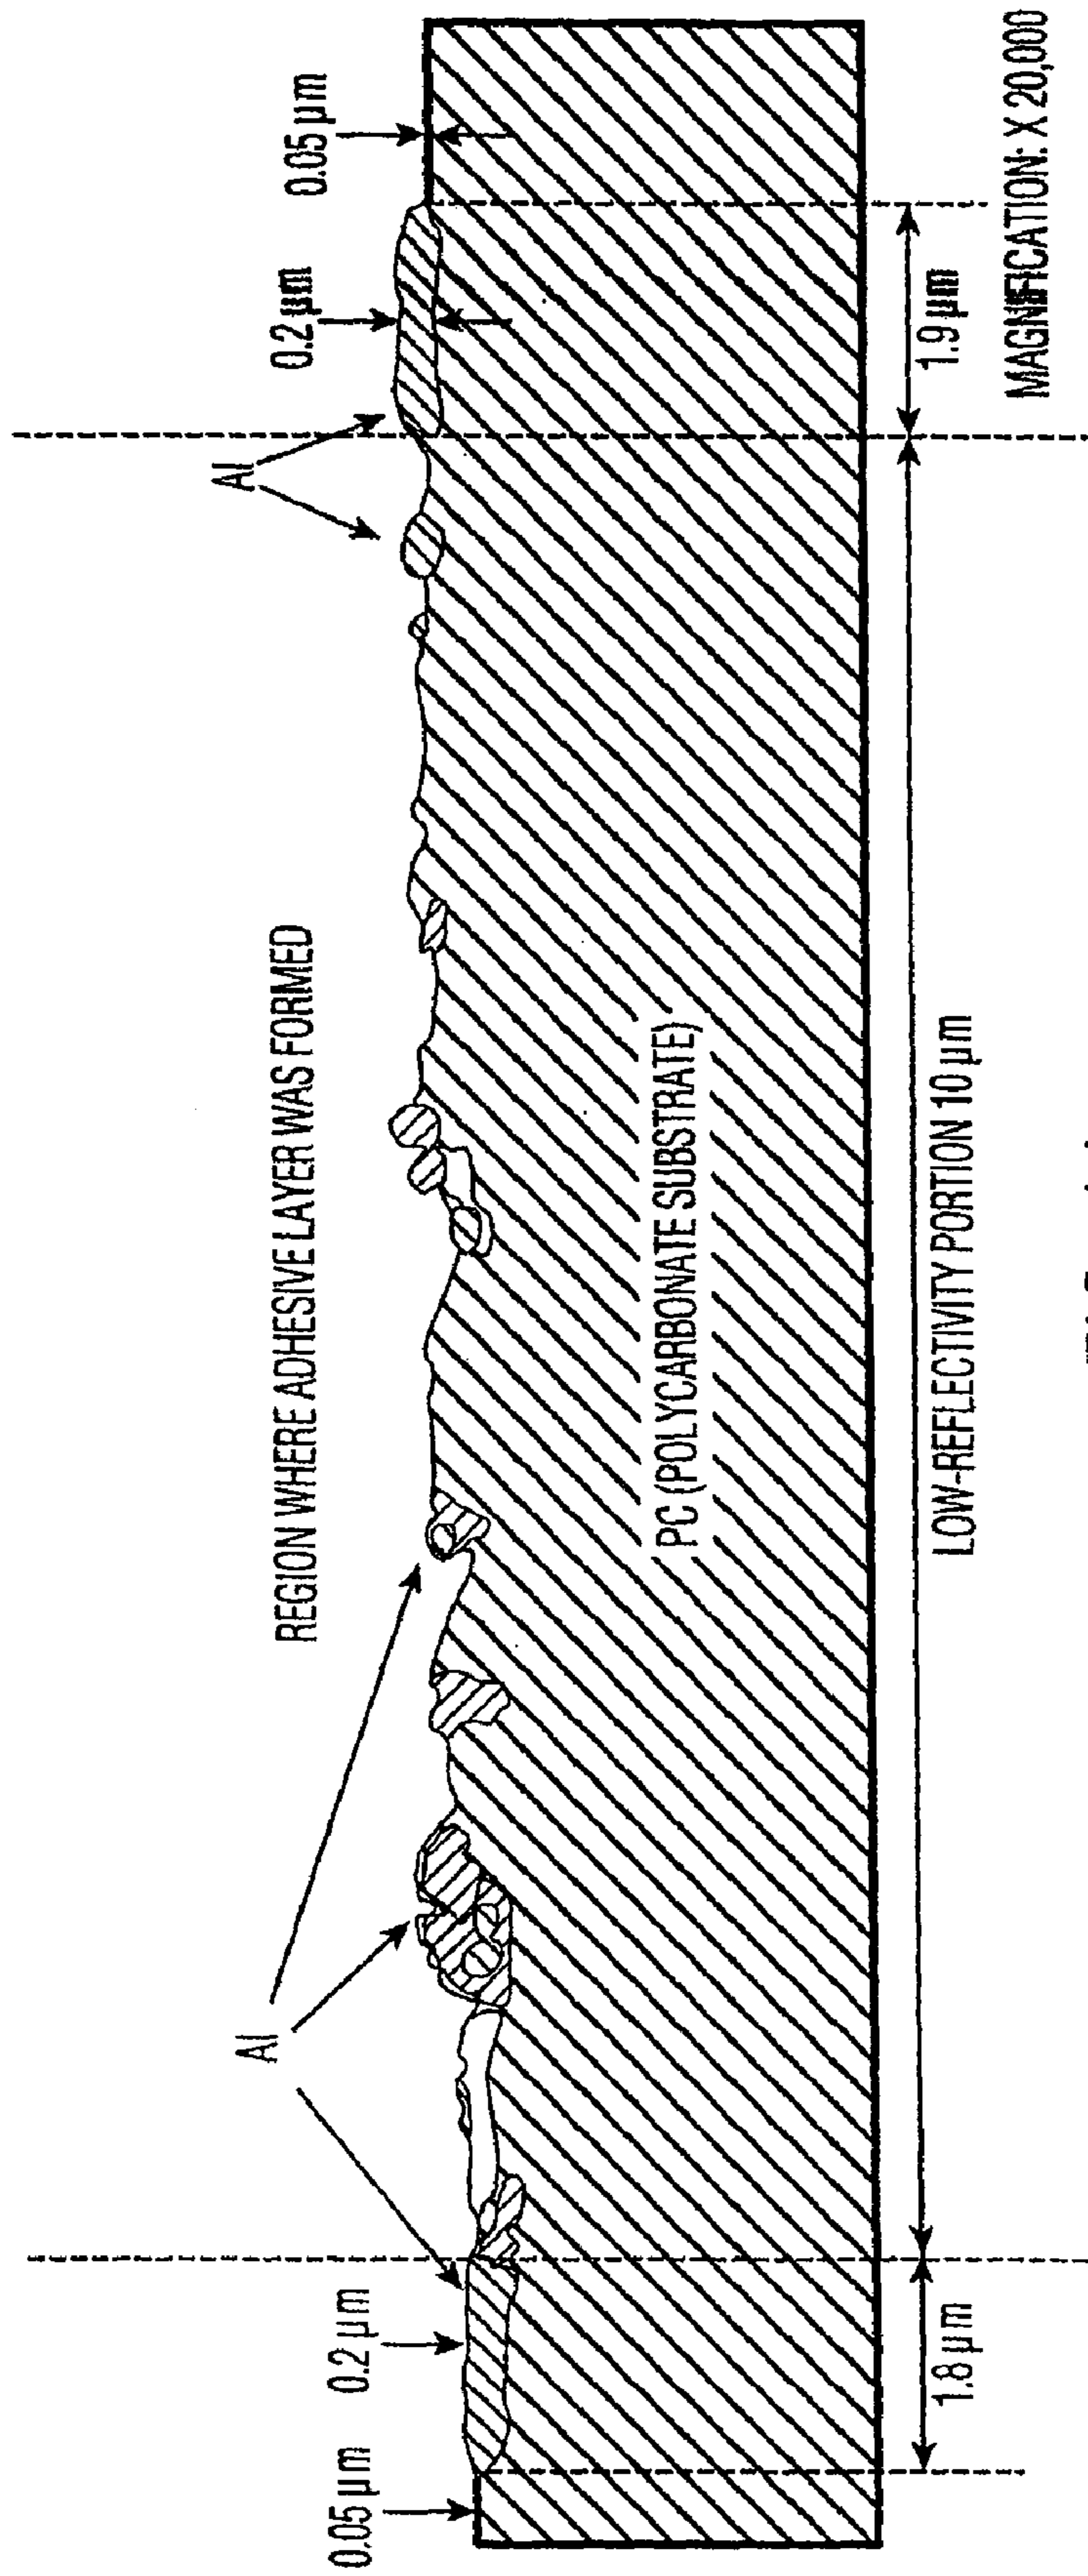 0.05 µm
0.2 µm
Al
REGION WHERE ADHESIVE LAYER WAS FORMED
Al
0.2 µm
0.05 µm
PC (POLYCARBONATE SUBSTRATE)
1.8 µm
LOW-REFLECTIVITY PORTION 10 µm
1.9 µm
MAGNIFICATION: X 20,000